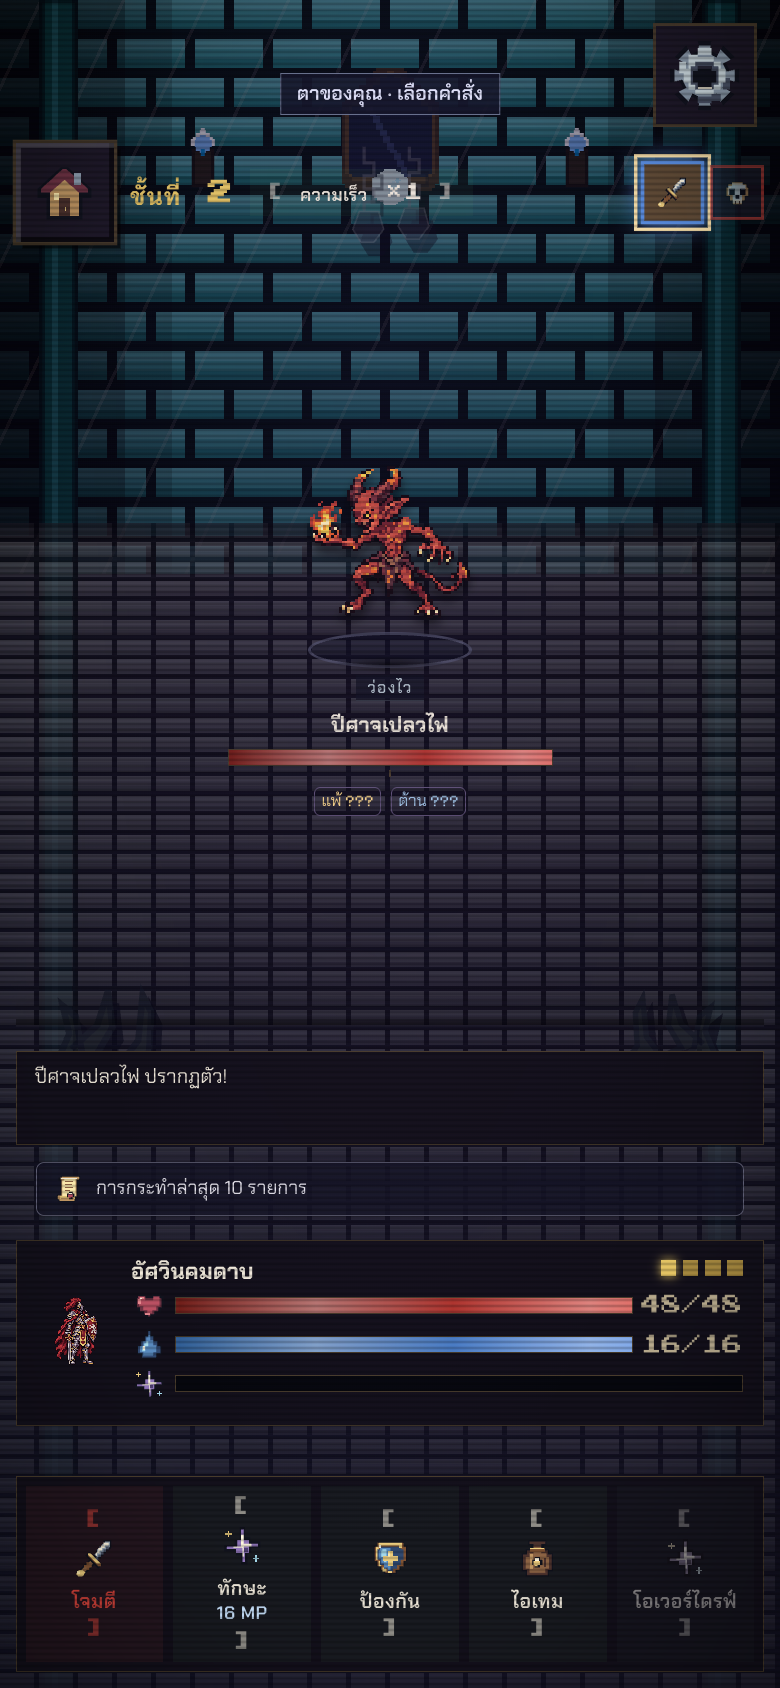 ตาของคุณ · เลือกคำสั่ง
ชั้นที่ 2 [ ความเร็ว ×1 ]
ว่องไว
ปีศาจเปลวไฟ
แพ้ ??? ต้าน ???
ปีศาจเปลวไฟ ปรากฏตัว!
การกระทำล่าสุด 10 รายการ
อัศวินคมดาบ
48/48
16/16
[ โจมตี ]
[ ทักษะ 16 MP ]
[ ป้องกัน ]
[ ไอเทม ]
[ โอเวอร์ไดรฟ์ ]